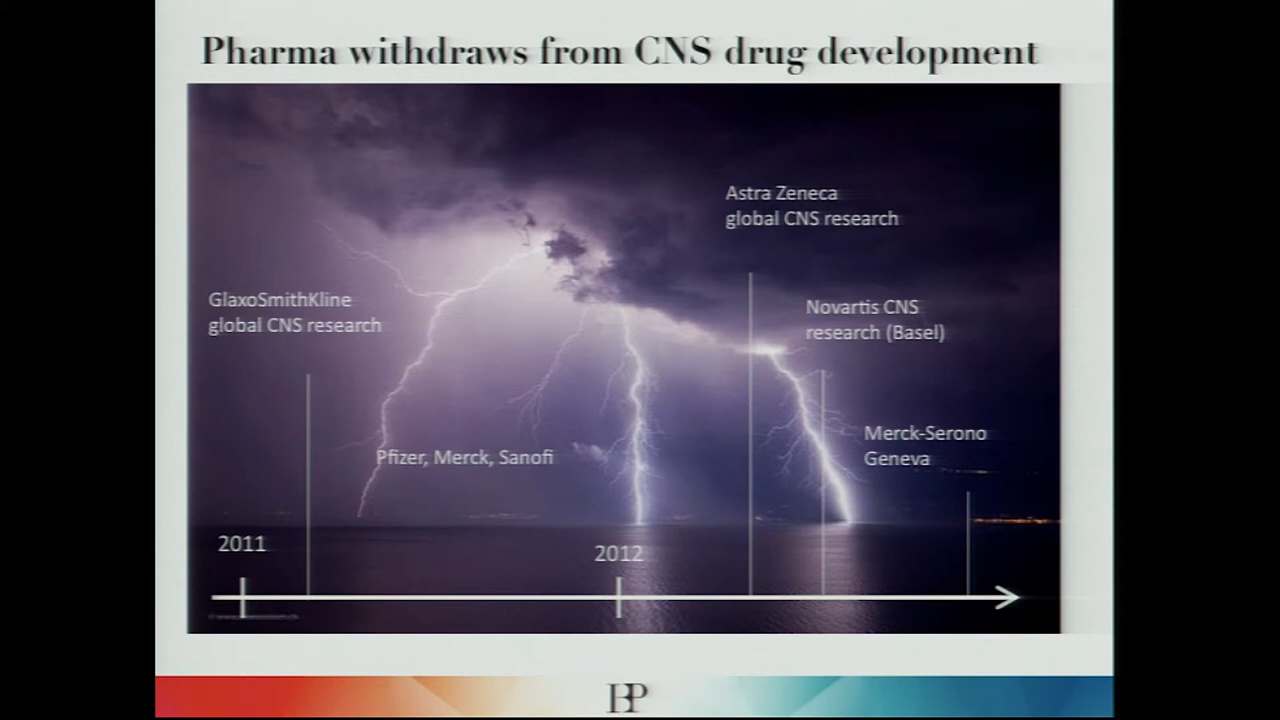 Pharma withdraws from CNS drug development
Astra Zeneca
global CNS research
GlaxoSmithKline
global CNS research
Novartis CNS
research (Basel)
Merck-Serono
Geneva
Pfizer, Merck, Sanofi
2011
2012